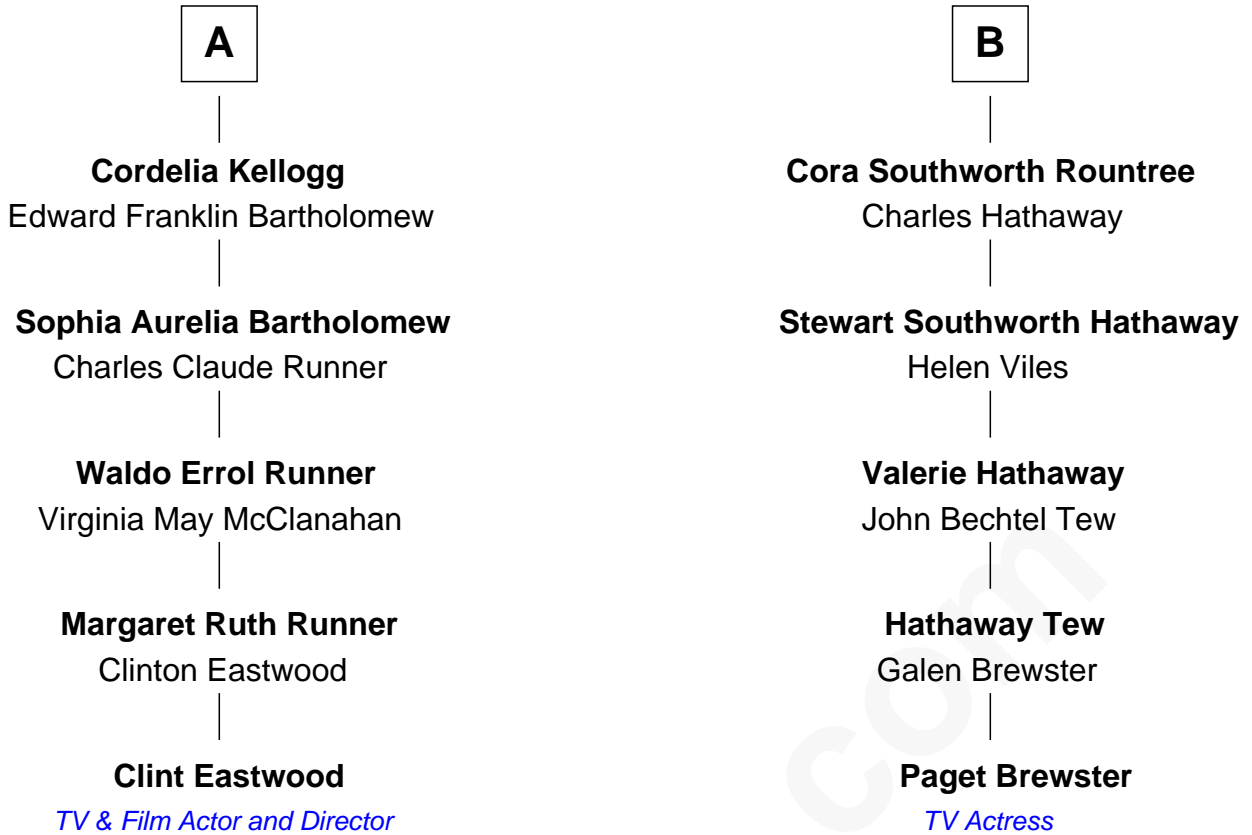 A
Cordelia Kellogg
Edward Franklin Bartholomew
Sophia Aurelia Bartholomew
Charles Claude Runner
Waldo Errol Runner
Virginia May McClanahan
Margaret Ruth Runner
Clinton Eastwood
Clint Eastwood
TV & Film Actor and Director
B
Cora Southworth Rountree
Charles Hathaway
Stewart Southworth Hathaway
Helen Viles
Valerie Hathaway
John Bechtel Tew
Hathaway Tew
Galen Brewster
Paget Brewster
TV Actress
com